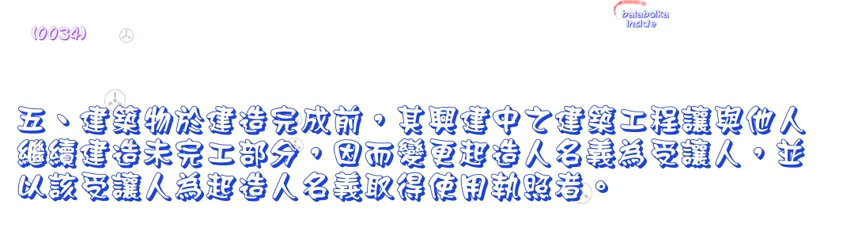 balabolka
inside
(0034)
五、建築物於建造完成前，其興建中之建築工程讓與他人
繼續建造未完工部分，因而變更起造人名義為受讓人，並
以該受讓人為起造人名義取得使用執照者。